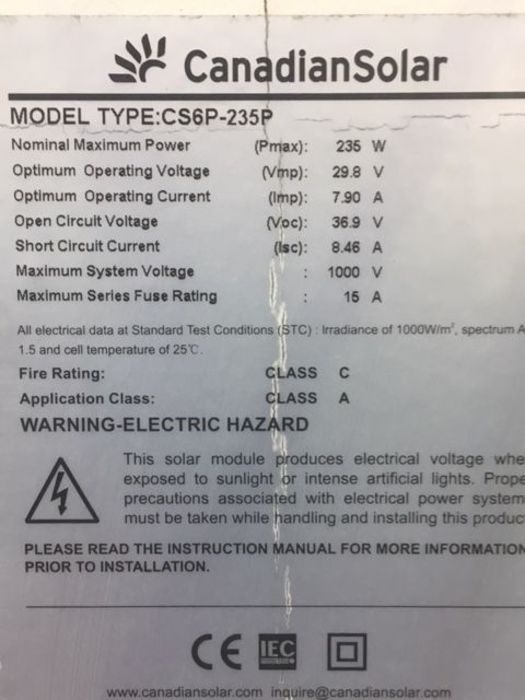 CanadianSolar
MODEL TYPE:CS6P-235P
Nominal Maximum Power (Pmax): 235 W
Optimum Operating Voltage (Vmp): 29.8 V
Optimum Operating Current (Imp): 7.90 A
Open Circuit Voltage (Voc): 36.9 V
Short Circuit Current (Isc): 8.46 A
Maximum System Voltage : 1000 V
Maximum Series Fuse Rating : 15 A
All electrical data at Standard Test Conditions (STC) : Irradiance of 1000W/m², spectrum A
1.5 and cell temperature of 25℃.
Fire Rating: CLASS C
Application Class: CLASS A
WARNING-ELECTRIC HAZARD
This solar module produces electrical voltage whe
exposed to sunlight or intense artificial lights. Prope
precautions associated with electrical power system
must be taken while handling and installing this produc
PLEASE READ THE INSTRUCTION MANUAL FOR MORE INFORMATION
PRIOR TO INSTALLATION.
CE IEC
www.canadiansolar.com inquire@canadiansolar.com